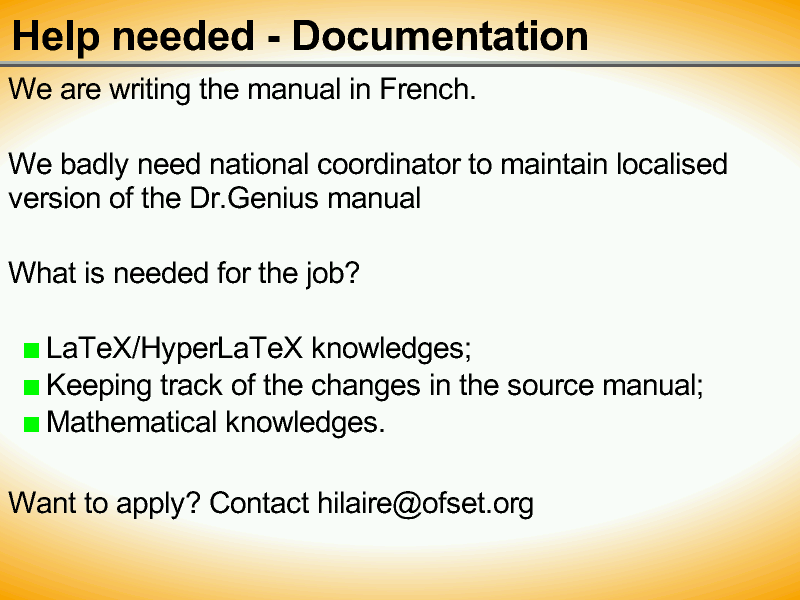 Help needed - Documentation
We are writing the manual in French.
We badly need national coordinator to maintain localised
version of the Dr.Genius manual
What is needed for the job?
LaTeX/HyperLaTeX knowledges;
Keeping track of the changes in the source manual;
Mathematical knowledges.
Want to apply? Contact hilaire@ofset.org